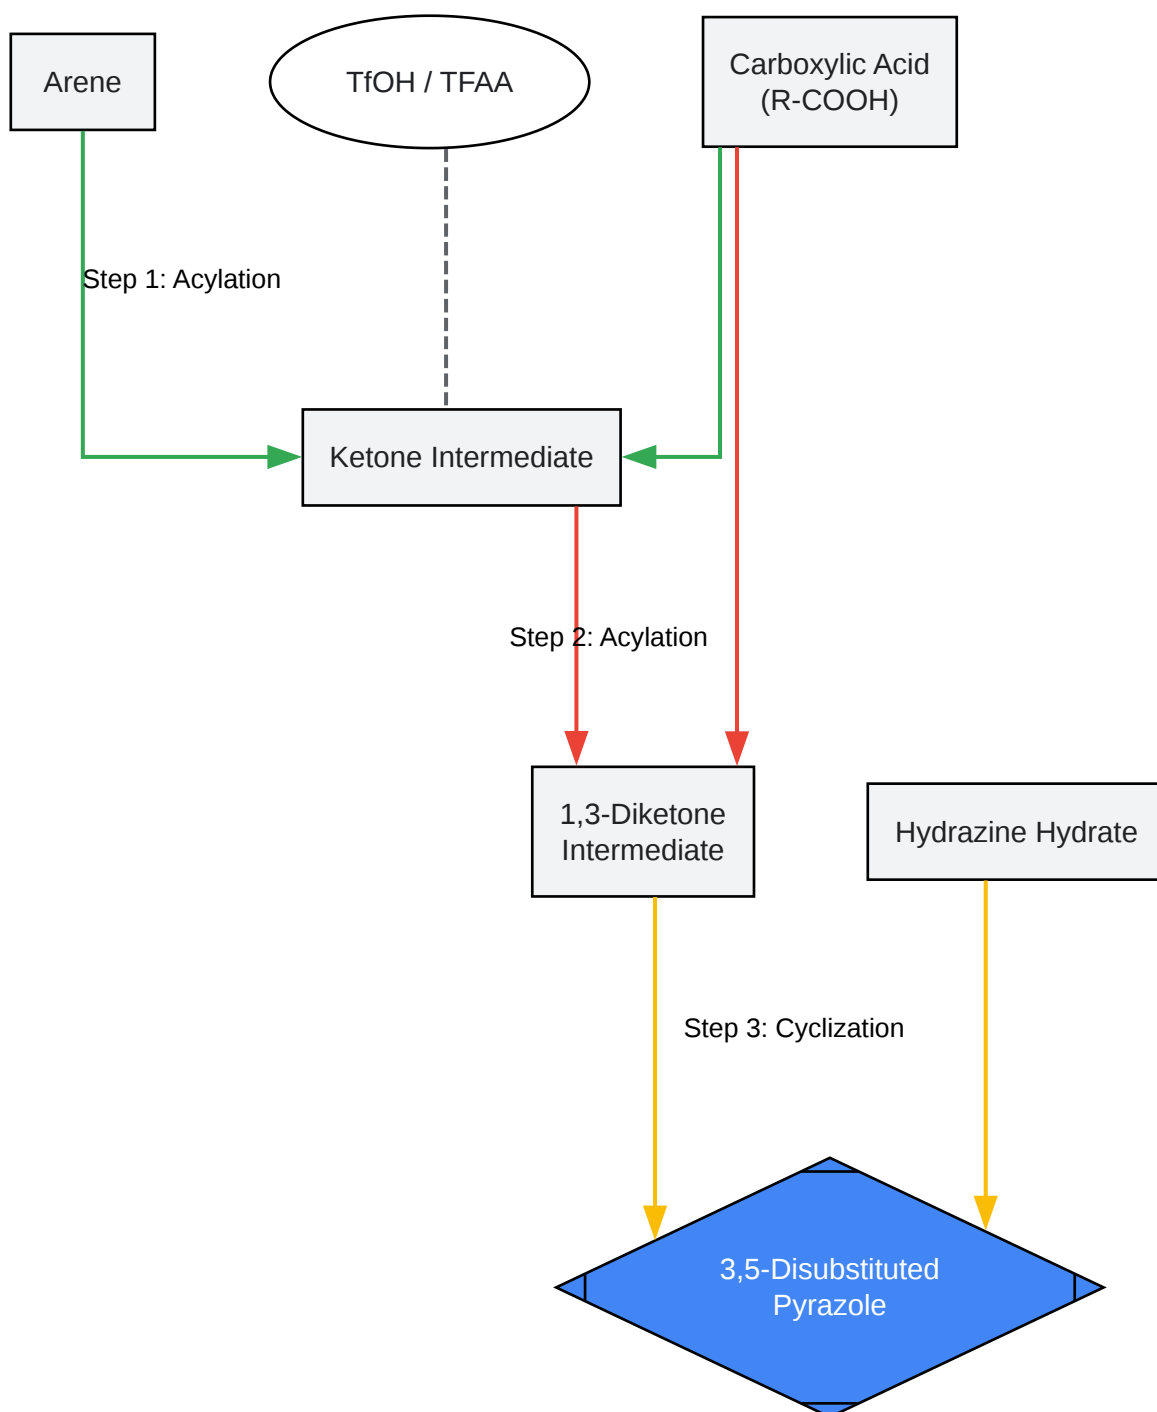 Arene
TfOH / TFAA
Carboxylic Acid
(R-COOH)
Step 1: Acylation
Ketone Intermediate
Step 2: Acylation
1,3-Diketone
Intermediate
Hydrazine Hydrate
Step 3: Cyclization
3,5-Disubstituted
Pyrazole